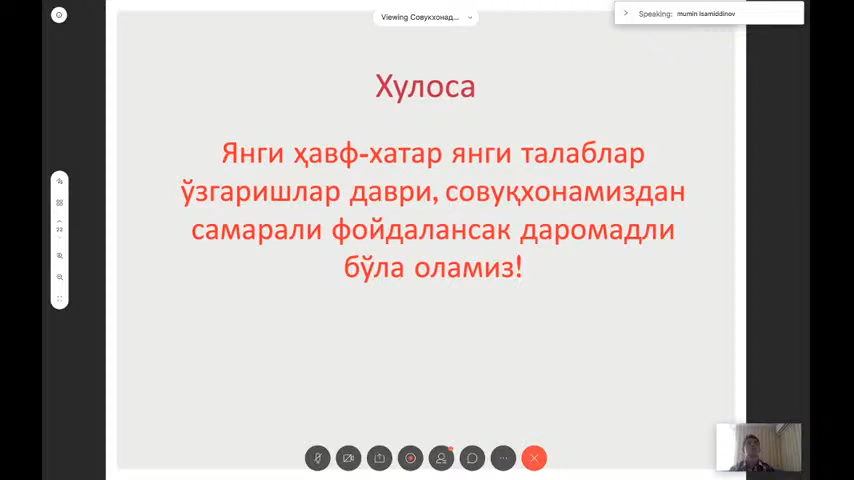 Viewing Совукхонад...
Speaking: mumin Isamiddinov
Хулоса
Янги ҳавф-хатар янги талаблар
ўзгаришлар даври, совуқхонамиздан
самарали фойдалансак даромадли
бўла оламиз!
22